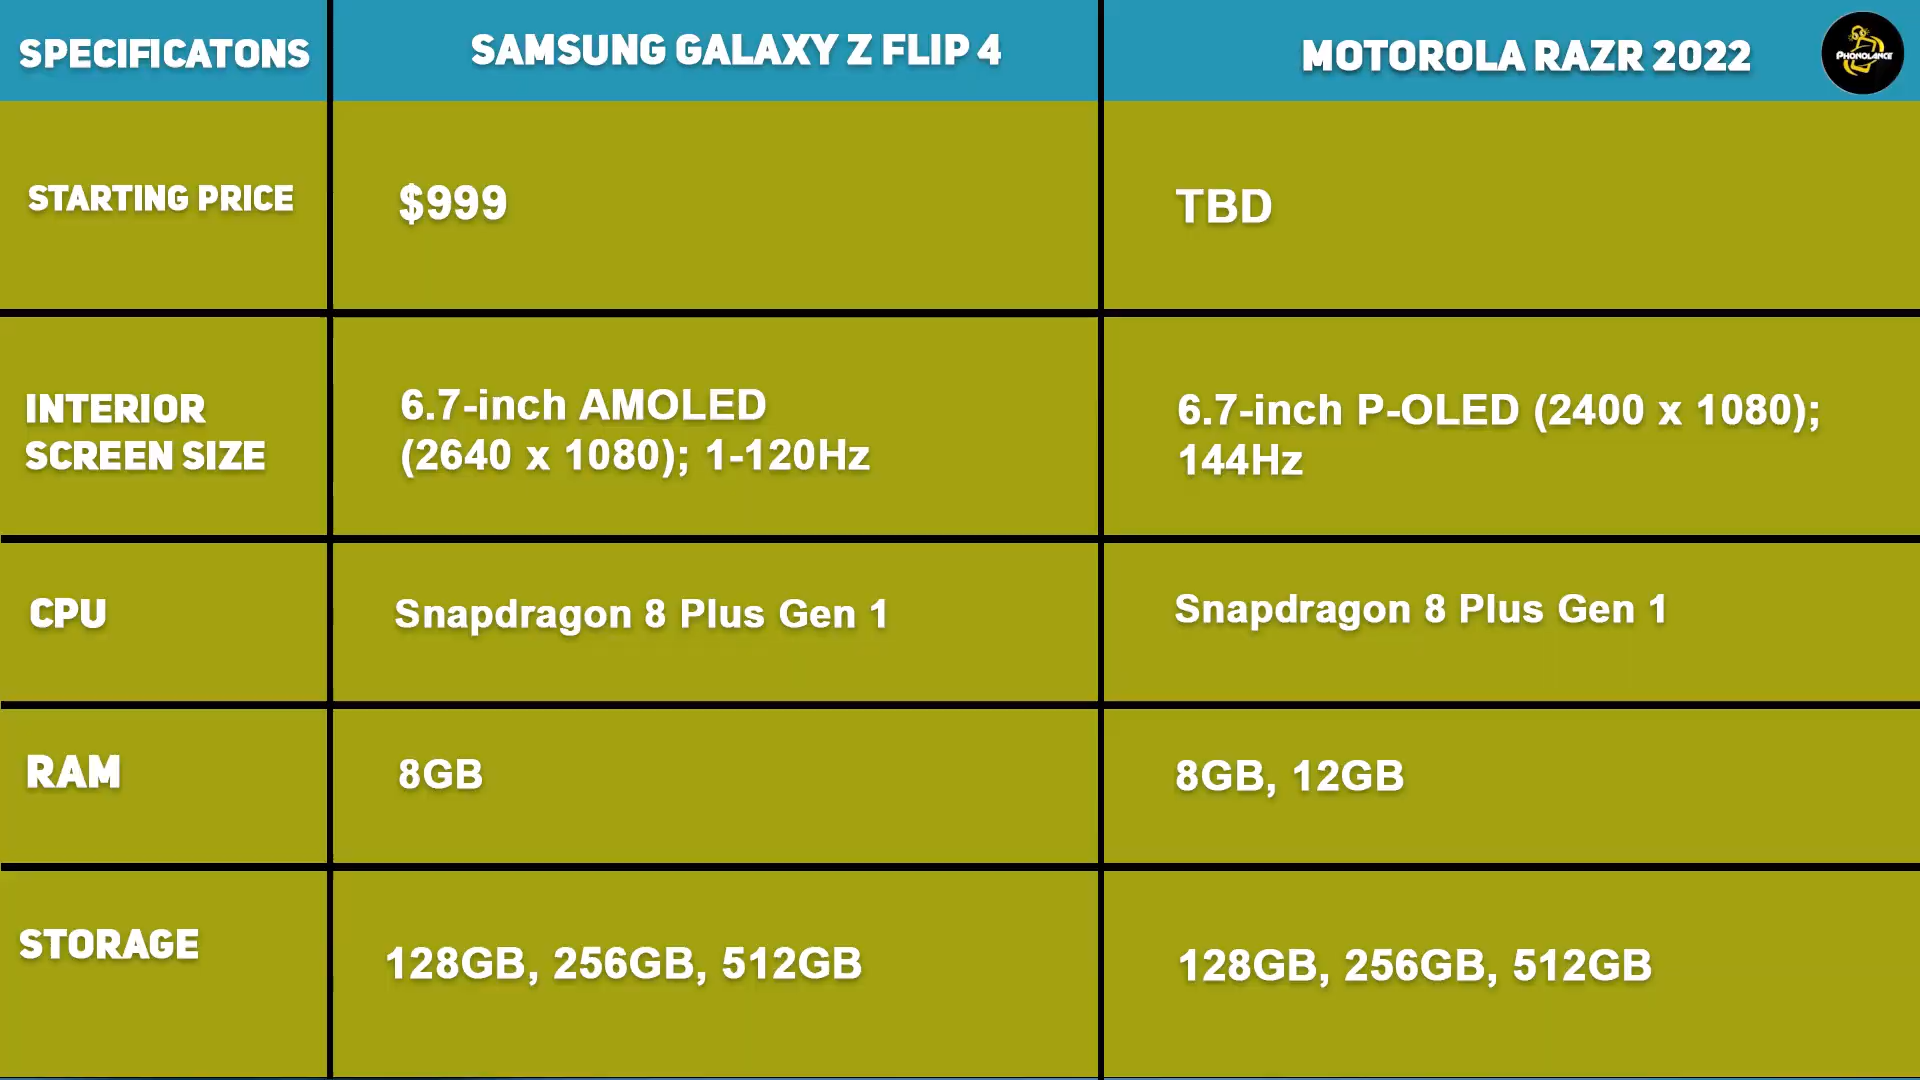 SPECIFICATONS
SAMSUNG GALAXY Z FLIP 4
MOTOROLA RAZR 2022
PHONOLANCE
STARTING PRICE
$999
TBD
INTERIOR
SCREEN SIZE
6.7-inch AMOLED
(2640 x 1080); 1-120Hz
6.7-inch P-OLED (2400 x 1080);
144Hz
CPU
Snapdragon 8 Plus Gen 1
Snapdragon 8 Plus Gen 1
RAM
8GB
8GB, 12GB
STORAGE
128GB, 256GB, 512GB
128GB, 256GB, 512GB